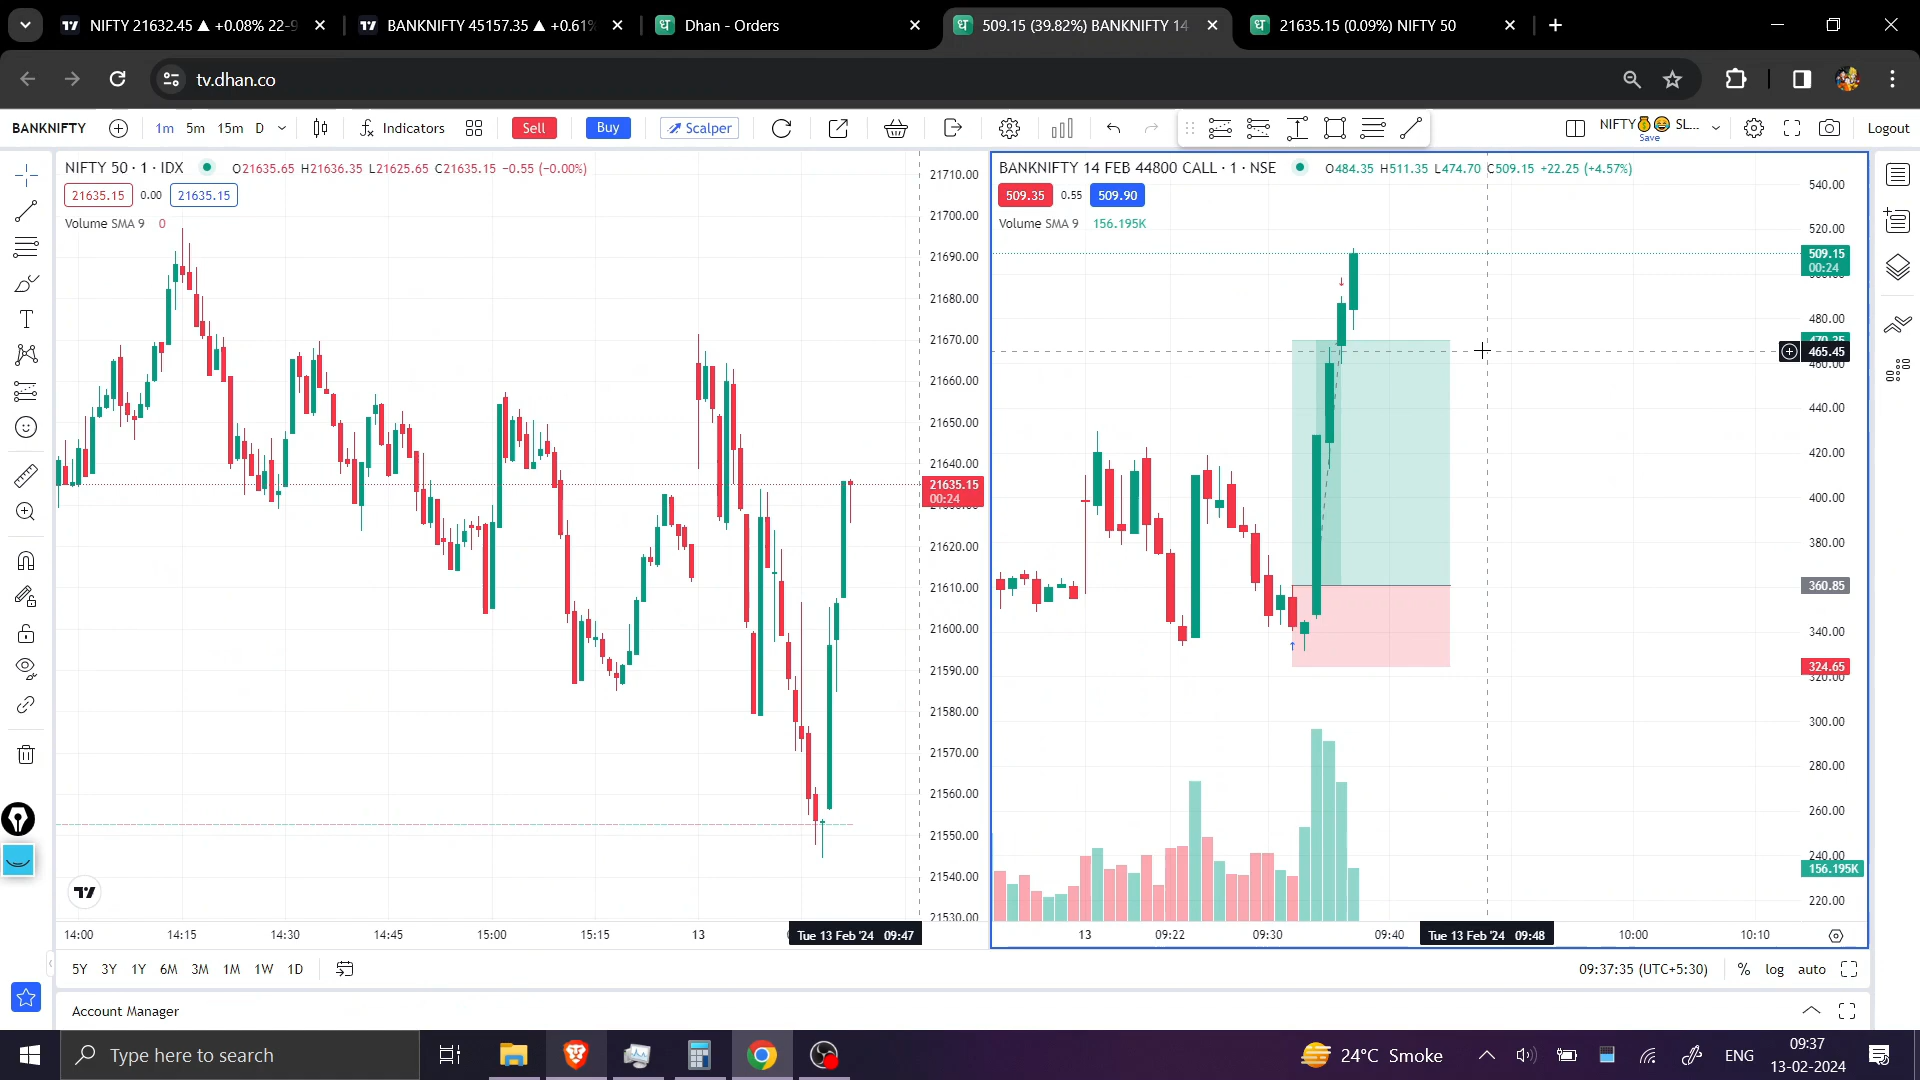 NIFTY 21632.45 ▲ +0.08% 22-9
BANKNIFTY 45157.35 ▲ +0.61%
Dhan - Orders
509.15 (39.82%) BANKNIFTY 14
21635.15 (0.09%) NIFTY 50
tv.dhan.co
BANKNIFTY 1m 5m 15m D Indicators Sell Buy Scalper NIFTY💰😂 SL... Save Logout
NIFTY 50 · 1 · IDX O21635.65 H21636.35 L21625.65 C21635.15 −0.55 (−0.00%)
21635.15 0.00 21635.15
Volume SMA 9 0
21710.00
21700.00
21690.00
21680.00
21670.00
21660.00
21650.00
21640.00
21635.15
00:24
21620.00
21610.00
21600.00
21590.00
21580.00
21570.00
21560.00
21550.00
21540.00
21530.00
14:00 14:15 14:30 14:45 15:00 15:15 13 Tue 13 Feb '24 09:47
BANKNIFTY 14 FEB 44800 CALL · 1 · NSE O484.35 H511.35 L474.70 C509.15 +22.25 (+4.57%)
509.35 0.55 509.90
Volume SMA 9 156.195K
540.00
520.00
509.15
00:24
480.00
465.45
460.00
440.00
420.00
400.00
380.00
360.85
340.00
324.65
320.00
300.00
280.00
260.00
240.00
156.195K
220.00
13 09:22 09:30 09:40 Tue 13 Feb '24 09:48 10:00 10:10
5Y 3Y 1Y 6M 3M 1M 1W 1D
09:37:35 (UTC+5:30) % log auto
Account Manager
Type here to search
24°C Smoke
ENG
09:37
13-02-2024